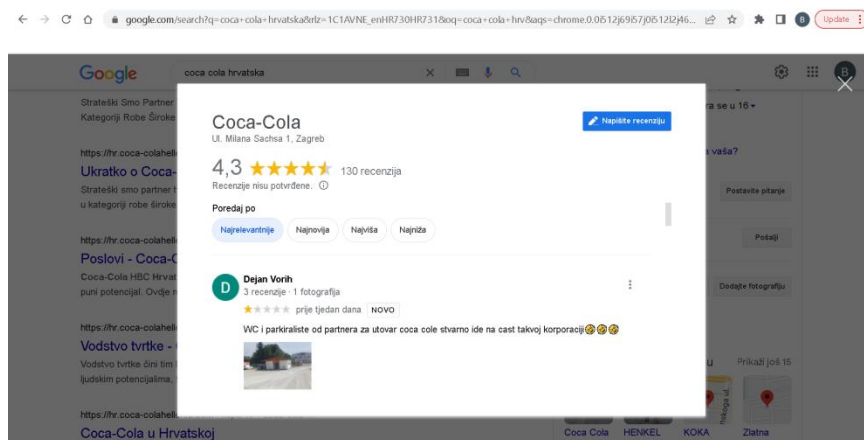 google.com/search?q=coca+cola+hrvatska&rlz=1C1AVNE_enHR730HR731&oq=coca+cola+hrv&aqs=chrome.0.0i512j69i57j0i512l2j46...
B
Update
Google
coca cola hrvatska
B
Strateški Smo Partner
Kategoriji Robe Široke
https://hr.coca-colahell
Ukratko o Coca-
Strateški smo partner
u kategoriji robe široke
https://hr.coca-colahell
Poslovi - Coca-C
Coca-Cola HBC Hrvat
puni potencijal. Ovdje
https://hr.coca-colahell
Vodstvo tvrtke -
Vodstvo tvrtke čini tim
ljudskim potencijalima,
https://hr.coca-colahell
Coca-Cola u Hrvatskoj
Coca-Cola
Ul. Milana Sachsa 1, Zagreb
Napišite recenziju
4,3 130 recenzija
Recenzije nisu potvrđene.
Poredaj po
Najrelevantnije Najnovija Najviša Najniža
D
Dejan Vorih
3 recenzije · 1 fotografija
prije tjedan dana NOVO
WC i parkiraliste od partnera za utovar coca cole stvarno ide na cast takvoj korporaciji🤣🤣🤣
ra se u 16
vaša?
Postavite pitanje
Pošalji
Dodajte fotografiju
u Prikaži još 15
Coca Cola HENKEL KOKA Zlatna